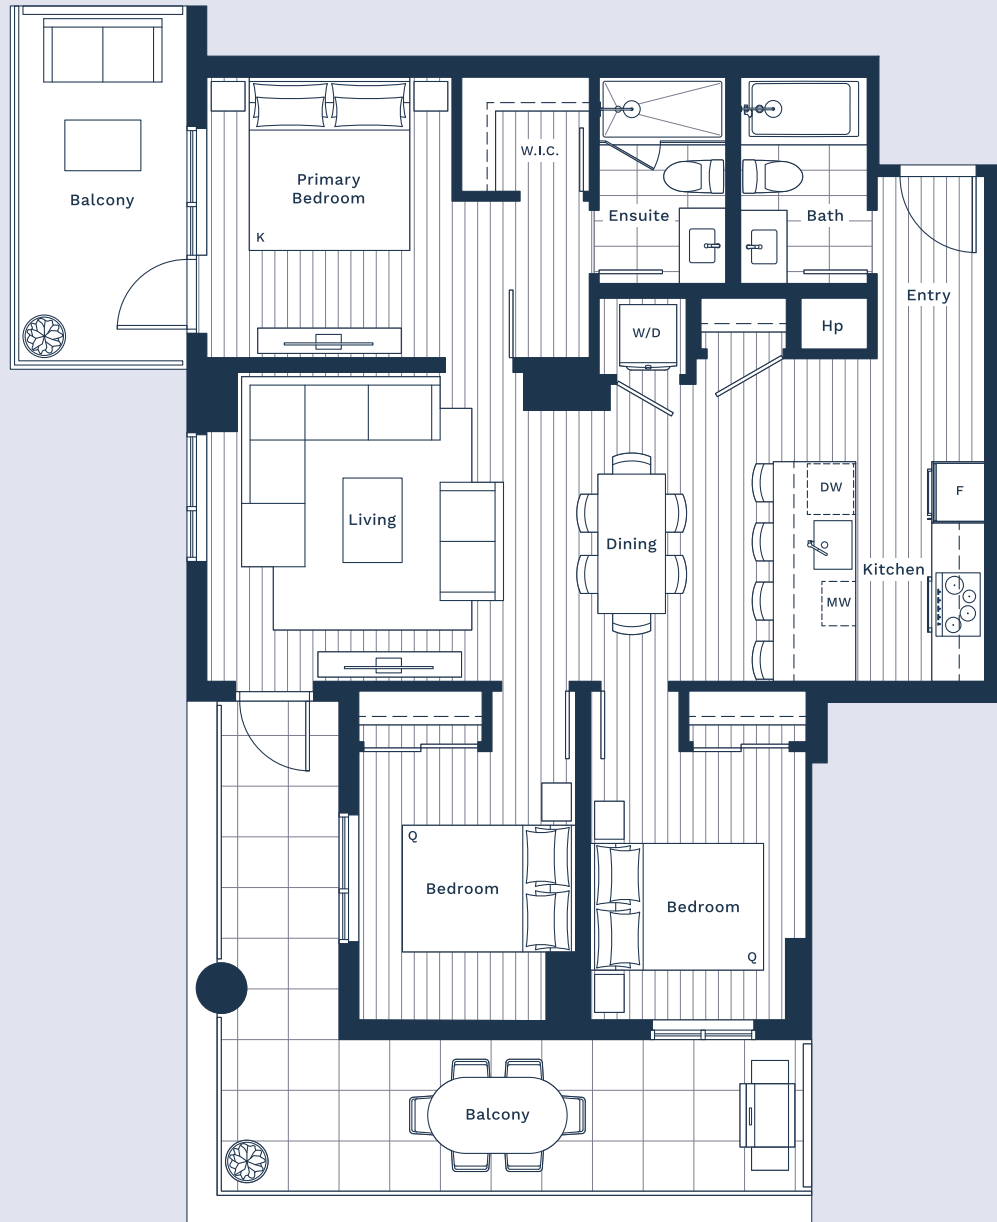 Balcony
Primary
Bedroom
K
W.I.C.
Ensuite
Bath
Entry
W/D
Hp
Living
Dining
DW
F
Kitchen
MW
Q
Bedroom
Bedroom
Q
Balcony